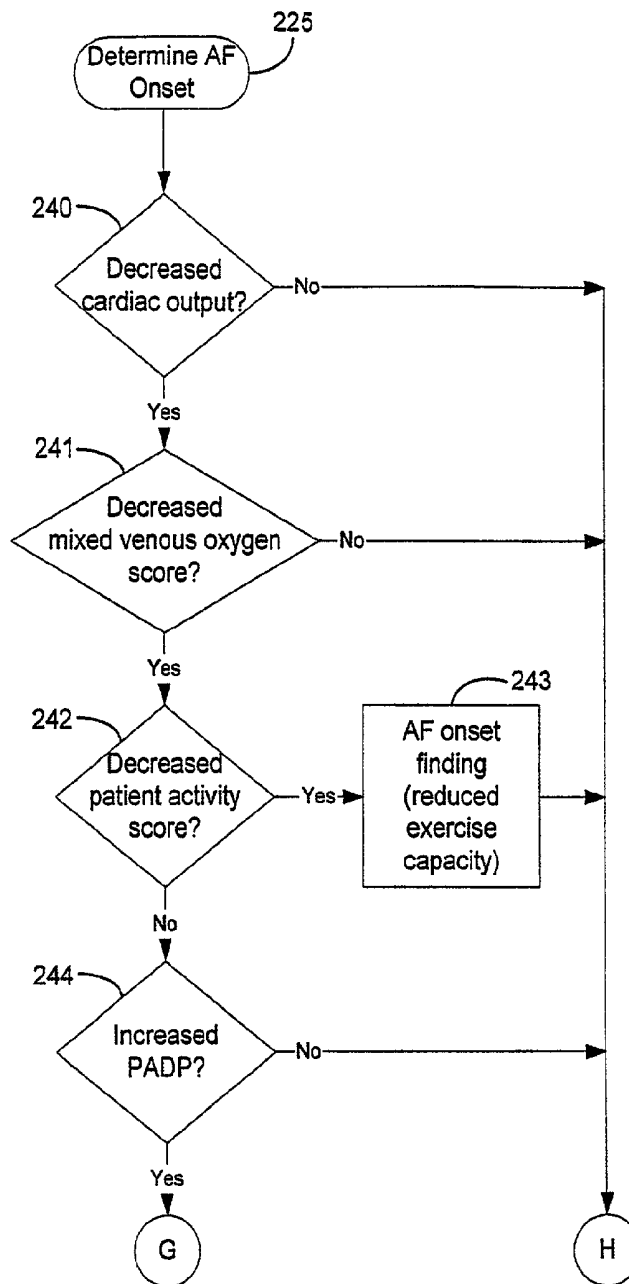 225
Determine AF
Onset
240
Decreased
cardiac output?
No
Yes
241
Decreased
mixed venous oxygen
score?
No
Yes
242
Decreased
patient activity
score?
Yes
243
AF onset
finding
(reduced
exercise
capacity)
No
244
Increased
PADP?
No
Yes
G
H